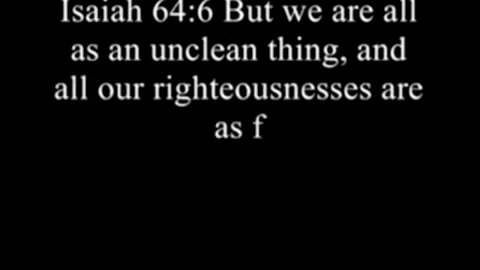 Isaiah 64:6 But we are all
as an unclean thing, and
all our righteousnesses are
as f